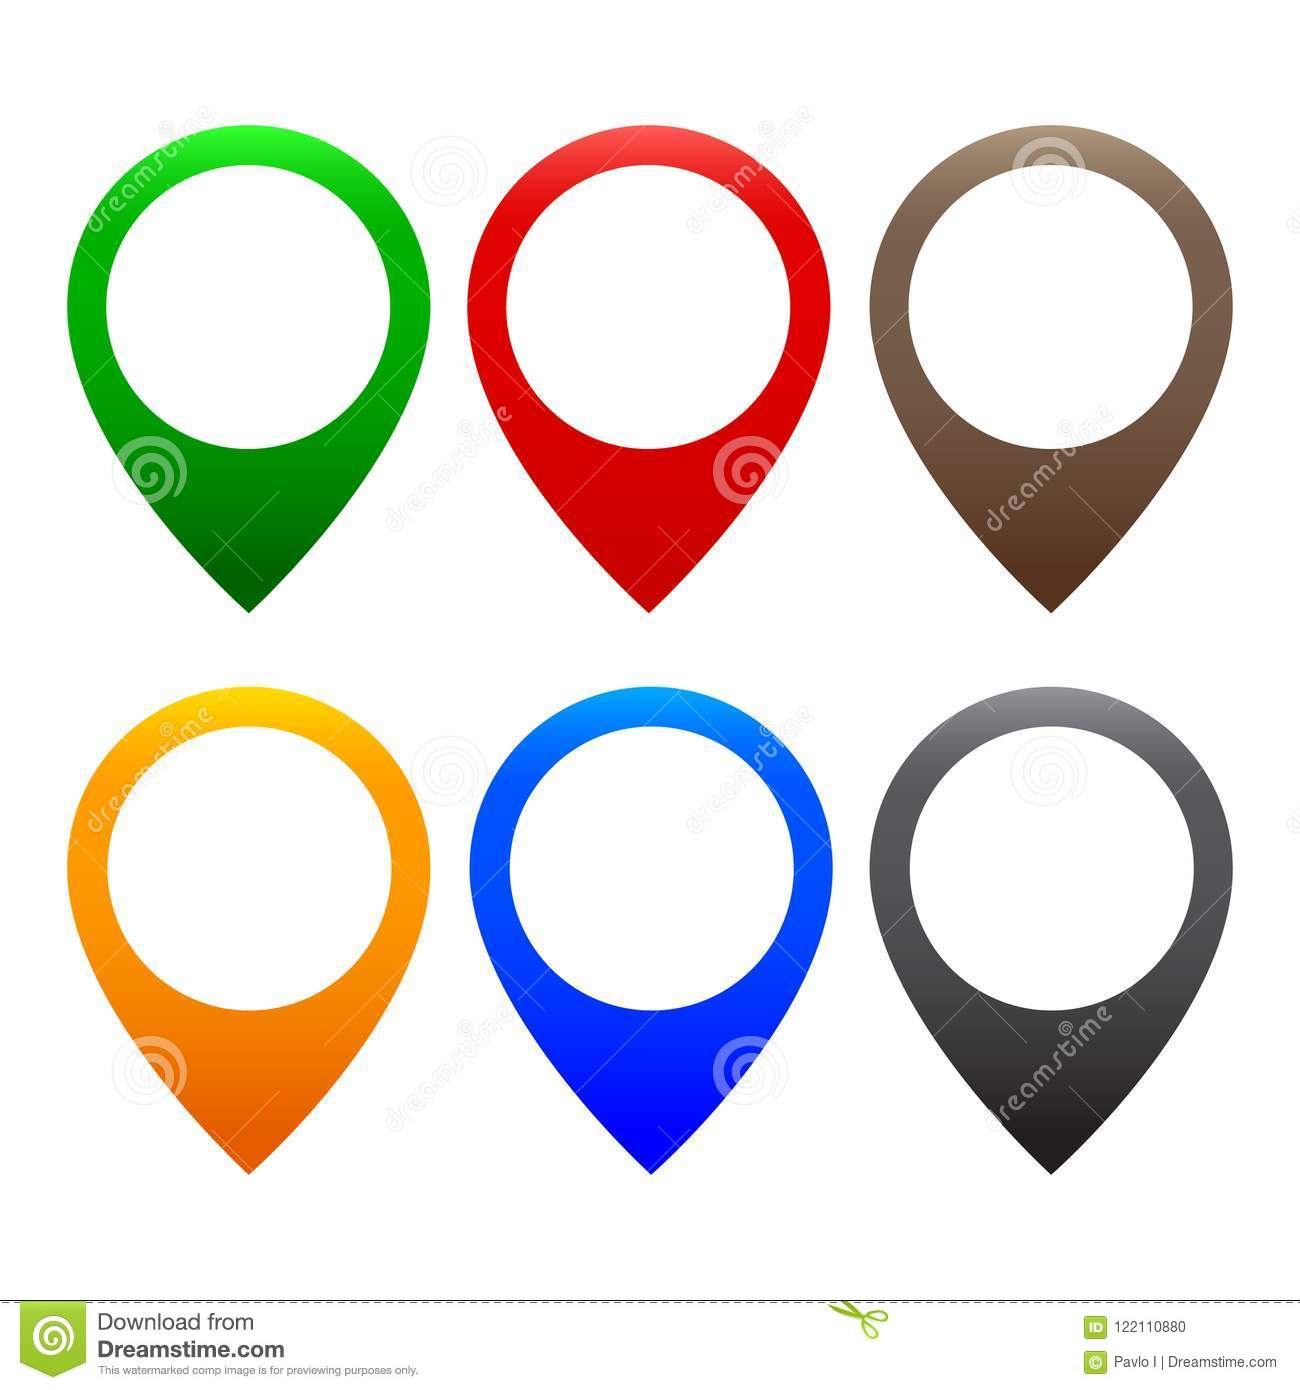 Download from
Dreamstime.com
This watermarked comp image is for previewing purposes only.
ID 122110880
© Pavlo I | Dreamstime.com